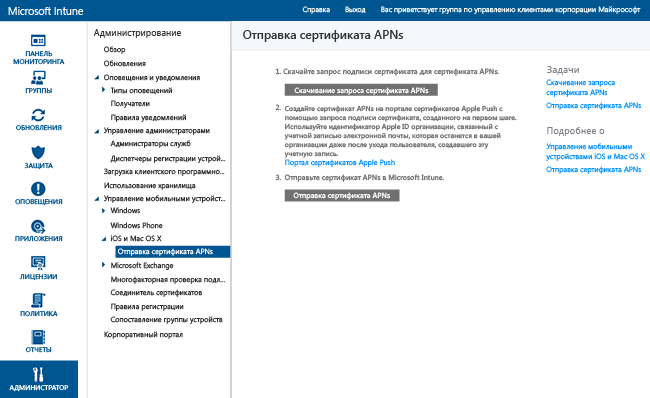 Microsoft Intune
Справка
Выход
Вас приветствует группа по управлению клиентами корпорации Майкрософт
ПАНЕЛЬ
МОНИТОРИНГА
ГРУППЫ
ОБНОВЛЕНИЯ
ЗАЩИТА
ОПОВЕЩЕНИЯ
ПРИЛОЖЕНИЯ
ЛИЦЕНЗИИ
ПОЛИТИКА
ОТЧЕТЫ
АДМИНИСТРАТОР
Администрирование
Обзор
Обновления
Оповещения и уведомления
Типы оповещений
Получатели
Правила уведомлений
Управление администраторами
Администраторы служб
Диспетчеры регистрации устрой...
Загрузка клиентского программно...
Использование хранилища
Управление мобильными устройст...
Windows
Windows Phone
iOS и Mac OS X
Отправка сертификата APNs
Microsoft Exchange
Многофакторная проверка подл...
Соединитель сертификатов
Правила регистрации
Сопоставление группы устройств
Корпоративный портал
Отправка сертификата APNs
1. Скачайте запрос подписи сертификата для сертификата APNs.
Скачивание запроса сертификата APNs
2. Создайте сертификат APNs на портале сертификатов Apple Push с
помощью запроса подписи сертификата, созданного на первом шаге.
Используйте идентификатор Apple ID организации, связанный с
учетной записью электронной почты, которая останется в вашей
организации даже после ухода пользователя, создавшего эту
учетную запись.
Портал сертификатов Apple Push
3. Отправьте сертификат APNs в Microsoft Intune.
Отправка сертификата APNs
Задачи
Скачивание запроса
сертификата APNs
Отправка сертификата APNs
Подробнее о
Управление мобильными
устройствами iOS и Mac OS X
Отправка сертификата APNs